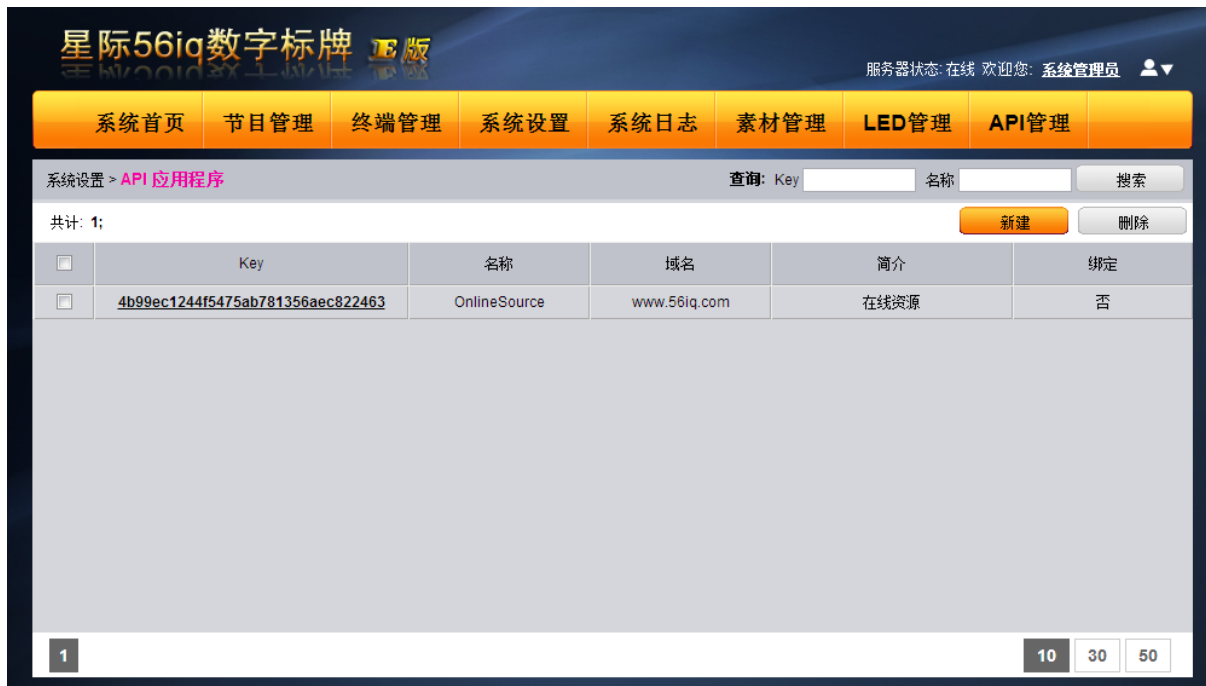 星际56iq数字标牌 E版
服务器状态: 在线 欢迎您: 系统管理员
系统首页 节目管理 终端管理 系统设置 系统日志 素材管理 LED管理 API管理
系统设置 > API 应用程序 查询: Key 名称 搜索
共计: 1; 新建 删除
Key 名称 域名 简介 绑定
4b99ec1244f5475ab781356aec822463 OnlineSource www.56iq.com 在线资源 否
1 10 30 50